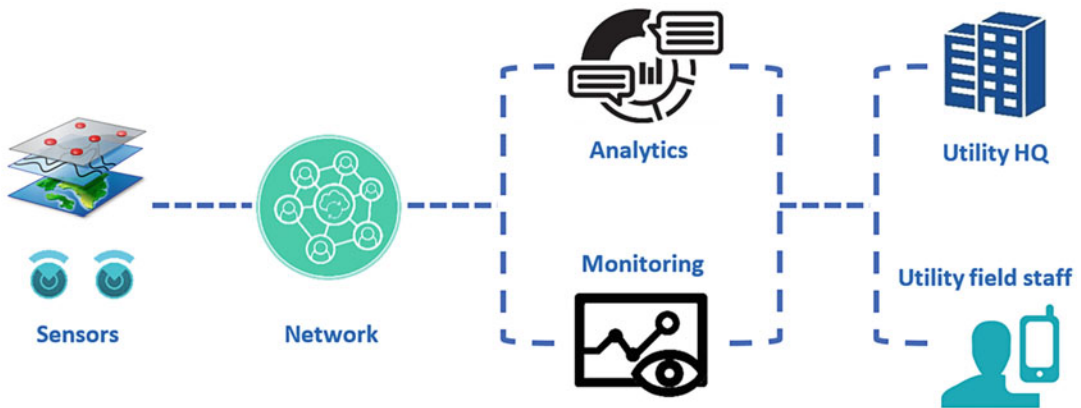 Sensors
Network
Analytics
Monitoring
Utility HQ
Utility field staff